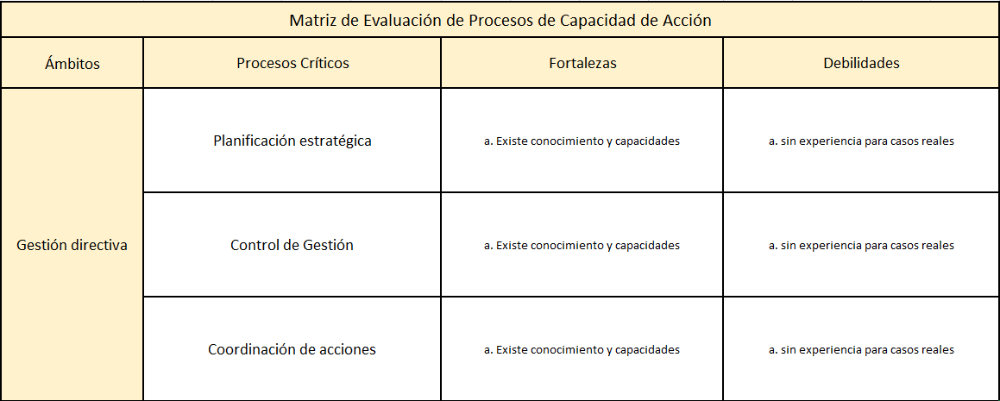 Matriz de Evaluación de Procesos de Capacidad de Acción
Ámbitos
Procesos Críticos
Fortalezas
Debilidades
Gestión directiva
Planificación estratégica
a. Existe conocimiento y capacidades
a. sin experiencia para casos reales
Control de Gestión
a. Existe conocimiento y capacidades
a. sin experiencia para casos reales
Coordinación de acciones
a. Existe conocimiento y capacidades
a. sin experiencia para casos reales